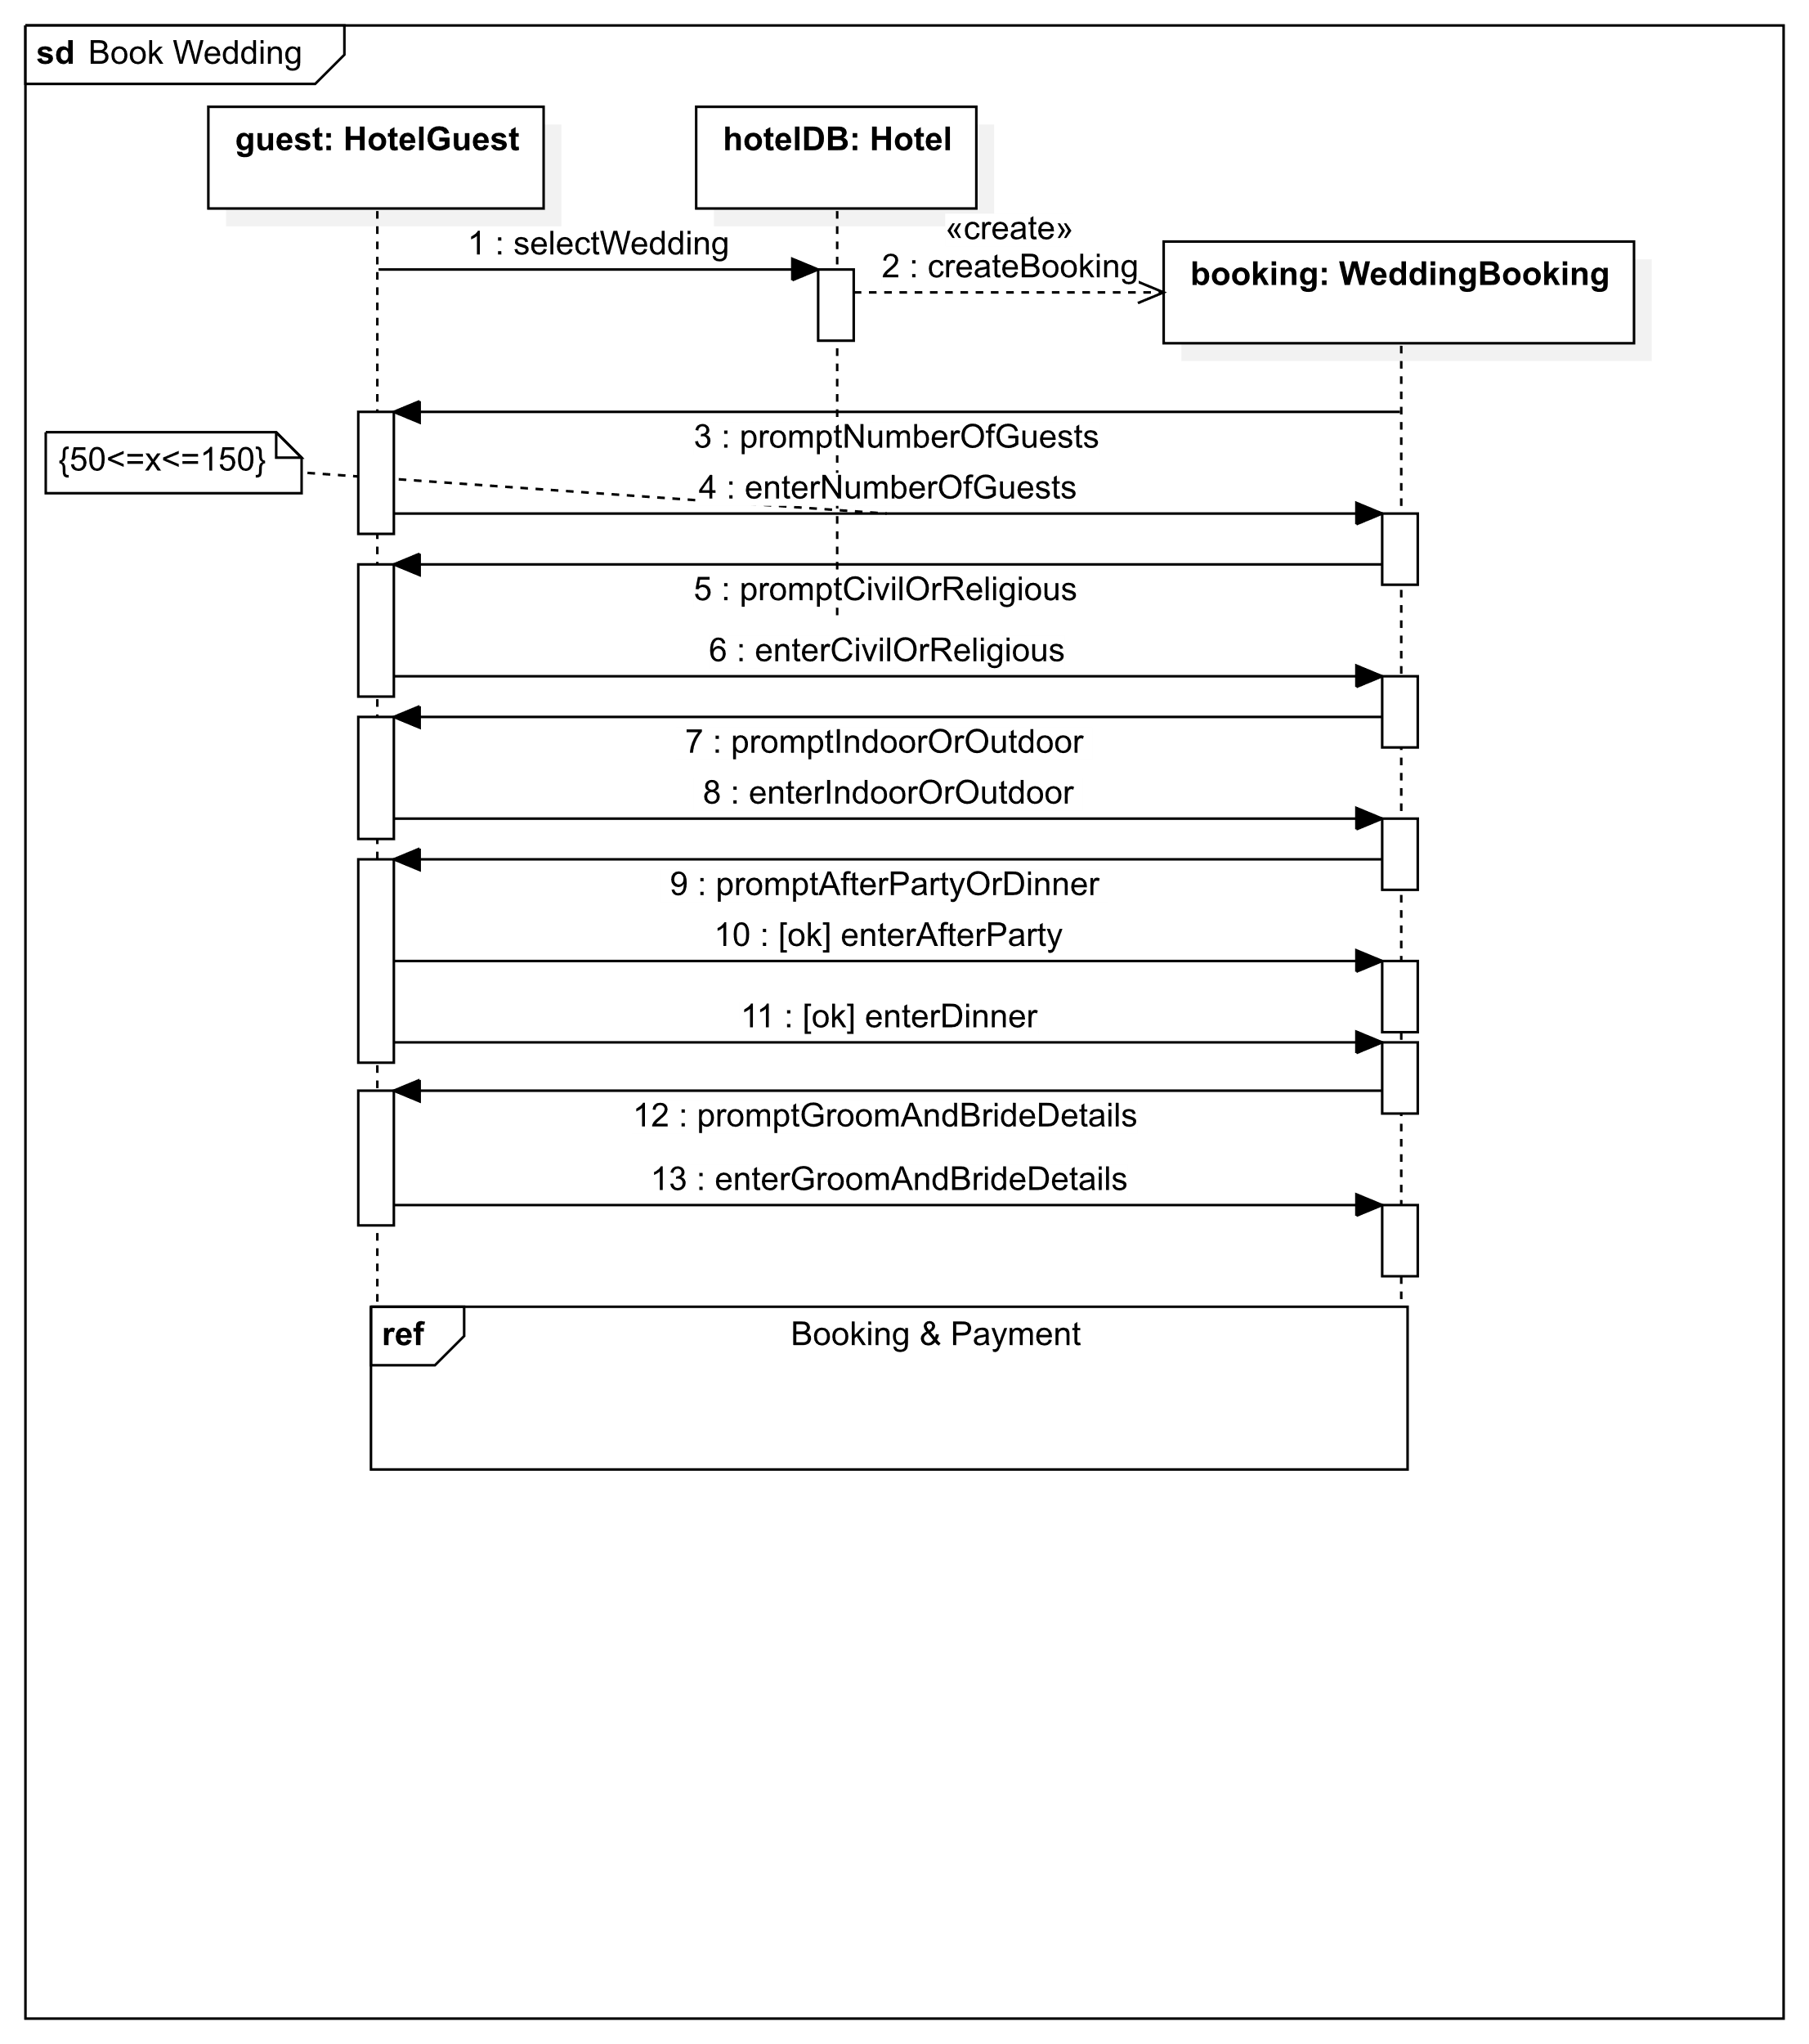 sd Book Wedding
guest: HotelGuest
hotelDB: Hotel
«create»
1 : selectWedding
2 : createBooking
booking: WeddingBooking
3 : promptNumberOfGuests
{50<=x<=150}
4 : enterNumberOfGuests
5 : promptCivilOrReligious
6 : enterCivilOrReligious
7 : promptIndoorOrOutdoor
8 : enterIndoorOrOutdoor
9 : promptAfterPartyOrDinner
10 : [ok] enterAfterParty
11 : [ok] enterDinner
12 : promptGroomAndBrideDetails
13 : enterGroomAndBrideDetails
ref
Booking & Payment